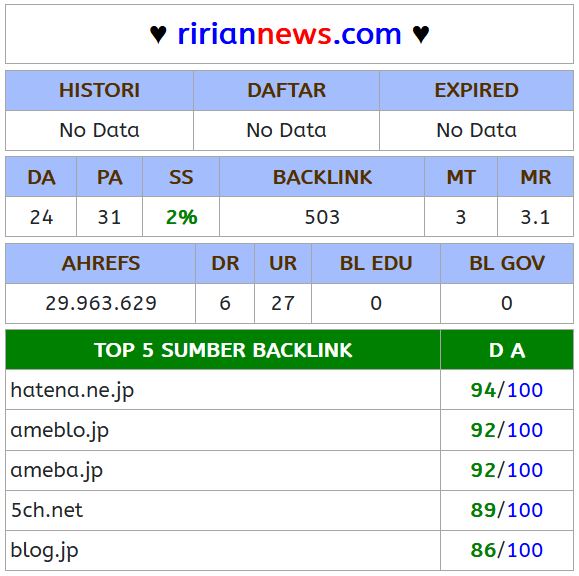 ♥ ririannews.com ♥
HISTORI DAFTAR EXPIRED
No Data No Data No Data
DA PA SS BACKLINK MT MR
24 31 2% 503 3 3.1
AHREFS DR UR BL EDU BL GOV
29.963.629 6 27 0 0
TOP 5 SUMBER BACKLINK D A
hatena.ne.jp 94/100
ameblo.jp 92/100
ameba.jp 92/100
5ch.net 89/100
blog.jp 86/100